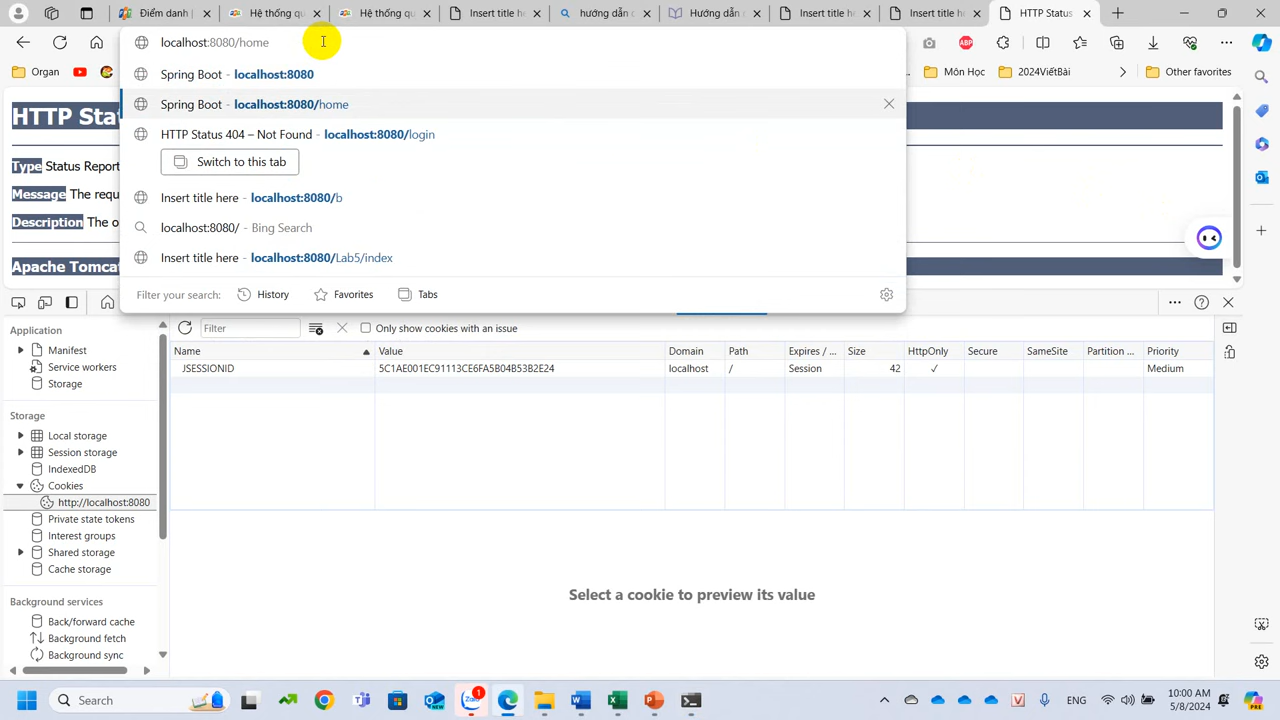 Hệ thống qu
Hệ thống qu
Insert title h
hướng dẫn c
Hướng dẫn c
Insert title h
Insert title h
HTTP Status
localhost:8080/home
ABP
Organ
Môn Học
2024VietBài
Other favorites
Spring Boot - localhost:8080
Spring Boot - localhost:8080/home
HTTP Status 404 – Not Found - localhost:8080/login
Switch to this tab
Insert title here - localhost:8080/b
localhost:8080/ - Bing Search
Insert title here - localhost:8080/Lab5/index
Filter your search:
History
Favorites
Tabs
HTTP Stat
Type Status Report
Message The requ
Description The o
Apache Tomcat
Application
Manifest
Service workers
Storage
Storage
Local storage
Session storage
IndexedDB
Cookies
http://localhost:8080
Private state tokens
Interest groups
Shared storage
Cache storage
Background services
Back/forward cache
Background fetch
Background sync
Filter
Only show cookies with an issue
Name Value Domain Path Expires / ... Size HttpOnly Secure SameSite Partition ... Priority
JSESSIONID 5C1AE001EC91113CE6FA5B04B53B2E24 localhost / Session 42 ✓ Medium
Select a cookie to preview its value
Search
Zalo
1
ENG
10:00 AM
5/8/2024
PRE